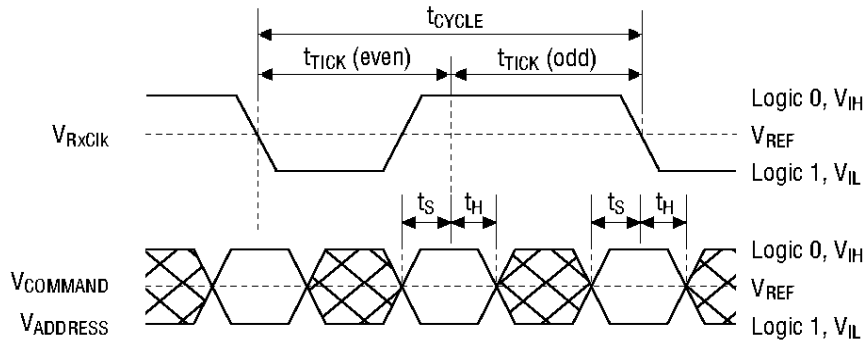 tCYCLE
tTICK (even) tTICK (odd)
Logic 0, VIH
VRxClk VREF
Logic 1, VIL
tS tH tS tH
Logic 0, VIH
VCOMMAND VREF
VADDRESS Logic 1, VIL